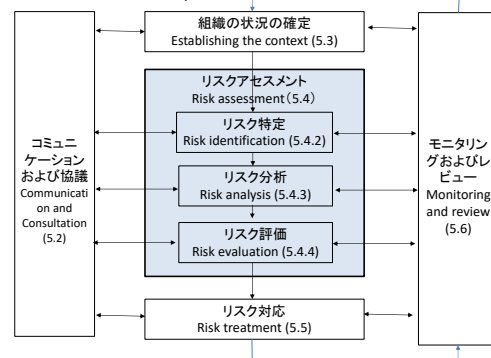 組織の状況の確定
Establishing the context (5.3)
リスクアセスメント
Risk assessment（5.4）
リスク特定
Risk identification (5.4.2)
リスク分析
Risk analysis (5.4.3)
リスク評価
Risk evaluation (5.4.4)
リスク対応
Risk treatment (5.5)
コミュニ
ケーション
および協議
Communicati
on and
Consultation
(5.2)
モニタリン
グおよびレ
ビュー
Monitoring
and review
(5.6)